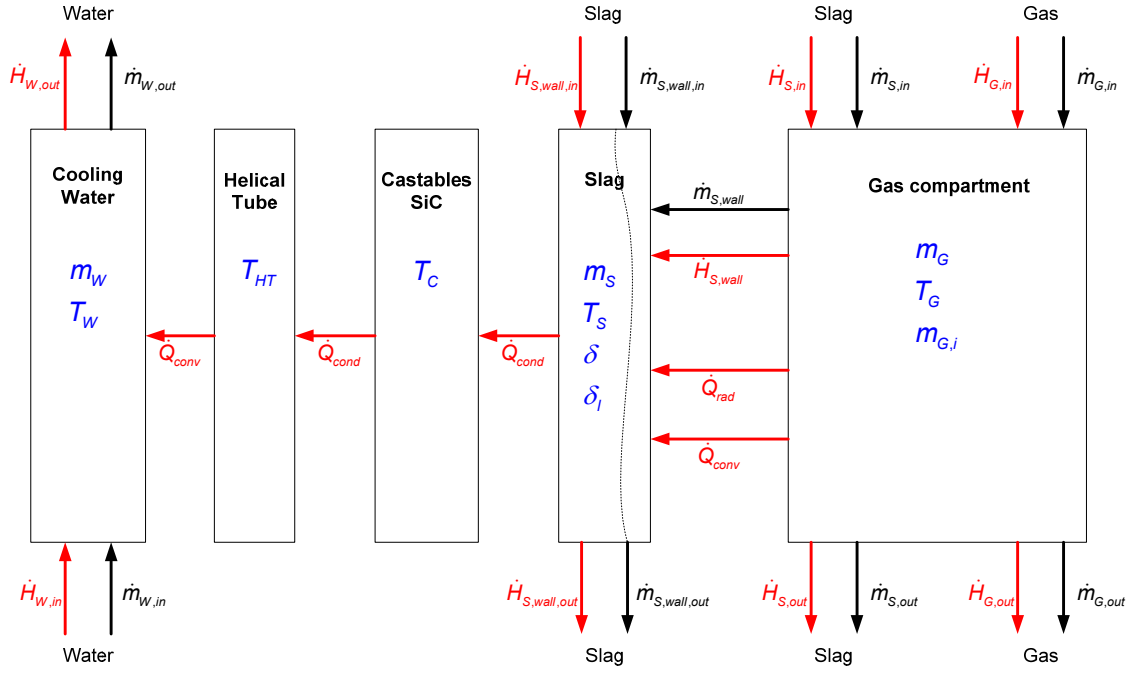 Water
Slag
Slag
Gas
Ḣ_W,out
ṁ_W,out
Ḣ_S,wall,in
ṁ_S,wall,in
Ḣ_S,in
ṁ_S,in
Ḣ_G,in
ṁ_G,in
Cooling
Water
Helical
Tube
Castables
SiC
Slag
Gas compartment
ṁ_S,wall
m_W
T_W
T_HT
T_C
m_S
T_S
δ
δ_l
Ḣ_S,wall
m_G
T_G
m_G,i
Q̇_conv
Q̇_cond
Q̇_cond
Q̇_rad
Q̇_conv
Ḣ_W,in
ṁ_W,in
Ḣ_S,wall,out
ṁ_S,wall,out
Ḣ_S,out
ṁ_S,out
Ḣ_G,out
ṁ_G,out
Water
Slag
Slag
Gas